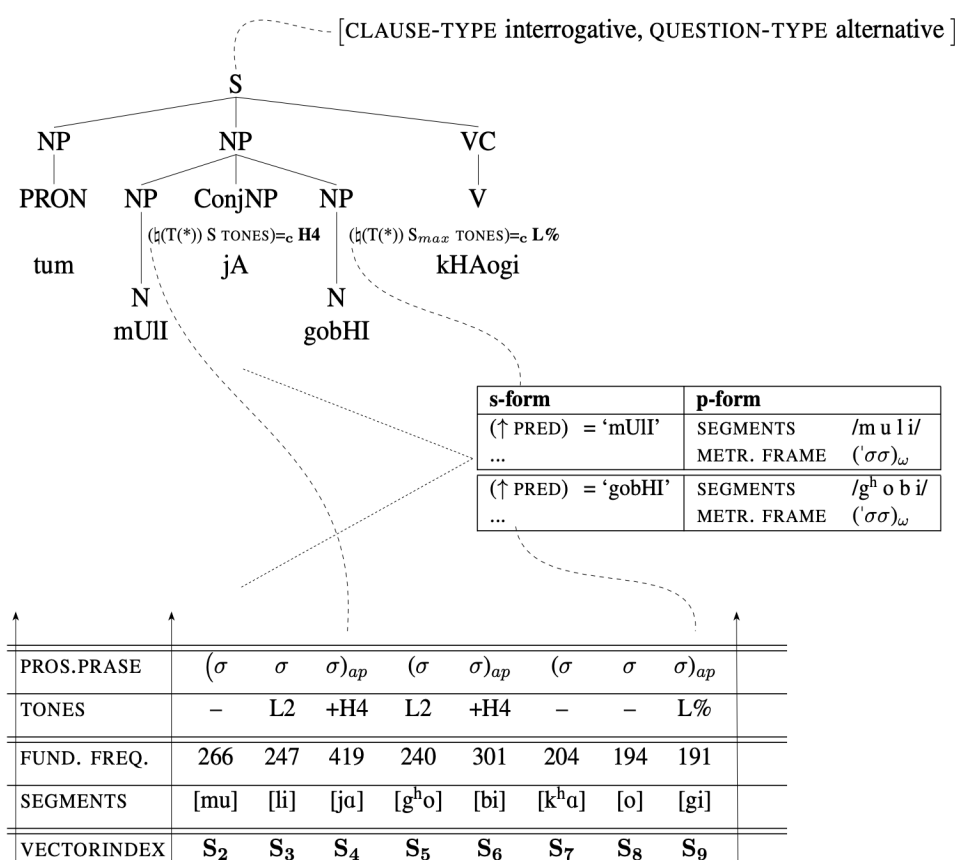 [CLAUSE-TYPE interrogative, QUESTION-TYPE alternative ]
S
NP NP VC
PRON NP ConjNP NP V
(♮(T(*)) S TONES)=c H4 (♮(T(*)) Smax TONES)=c L%
tum jA kHAogi
N N
mUlI gobHI
s-form p-form
(↑ PRED) = ‘mUlI’ SEGMENTS /m u l i/
... METR. FRAME (ˈσσ)ω
(↑ PRED) = ‘gobHI’ SEGMENTS /gʰ o b i/
... METR. FRAME (ˈσσ)ω
PROS.PRASE (σ σ σ)ap (σ σ)ap (σ σ σ)ap
TONES – L2 +H4 L2 +H4 – – L%
FUND. FREQ. 266 247 419 240 301 204 194 191
SEGMENTS [mu] [li] [jɑ] [gʰo] [bi] [kʰɑ] [o] [gi]
VECTORINDEX S2 S3 S4 S5 S6 S7 S8 S9